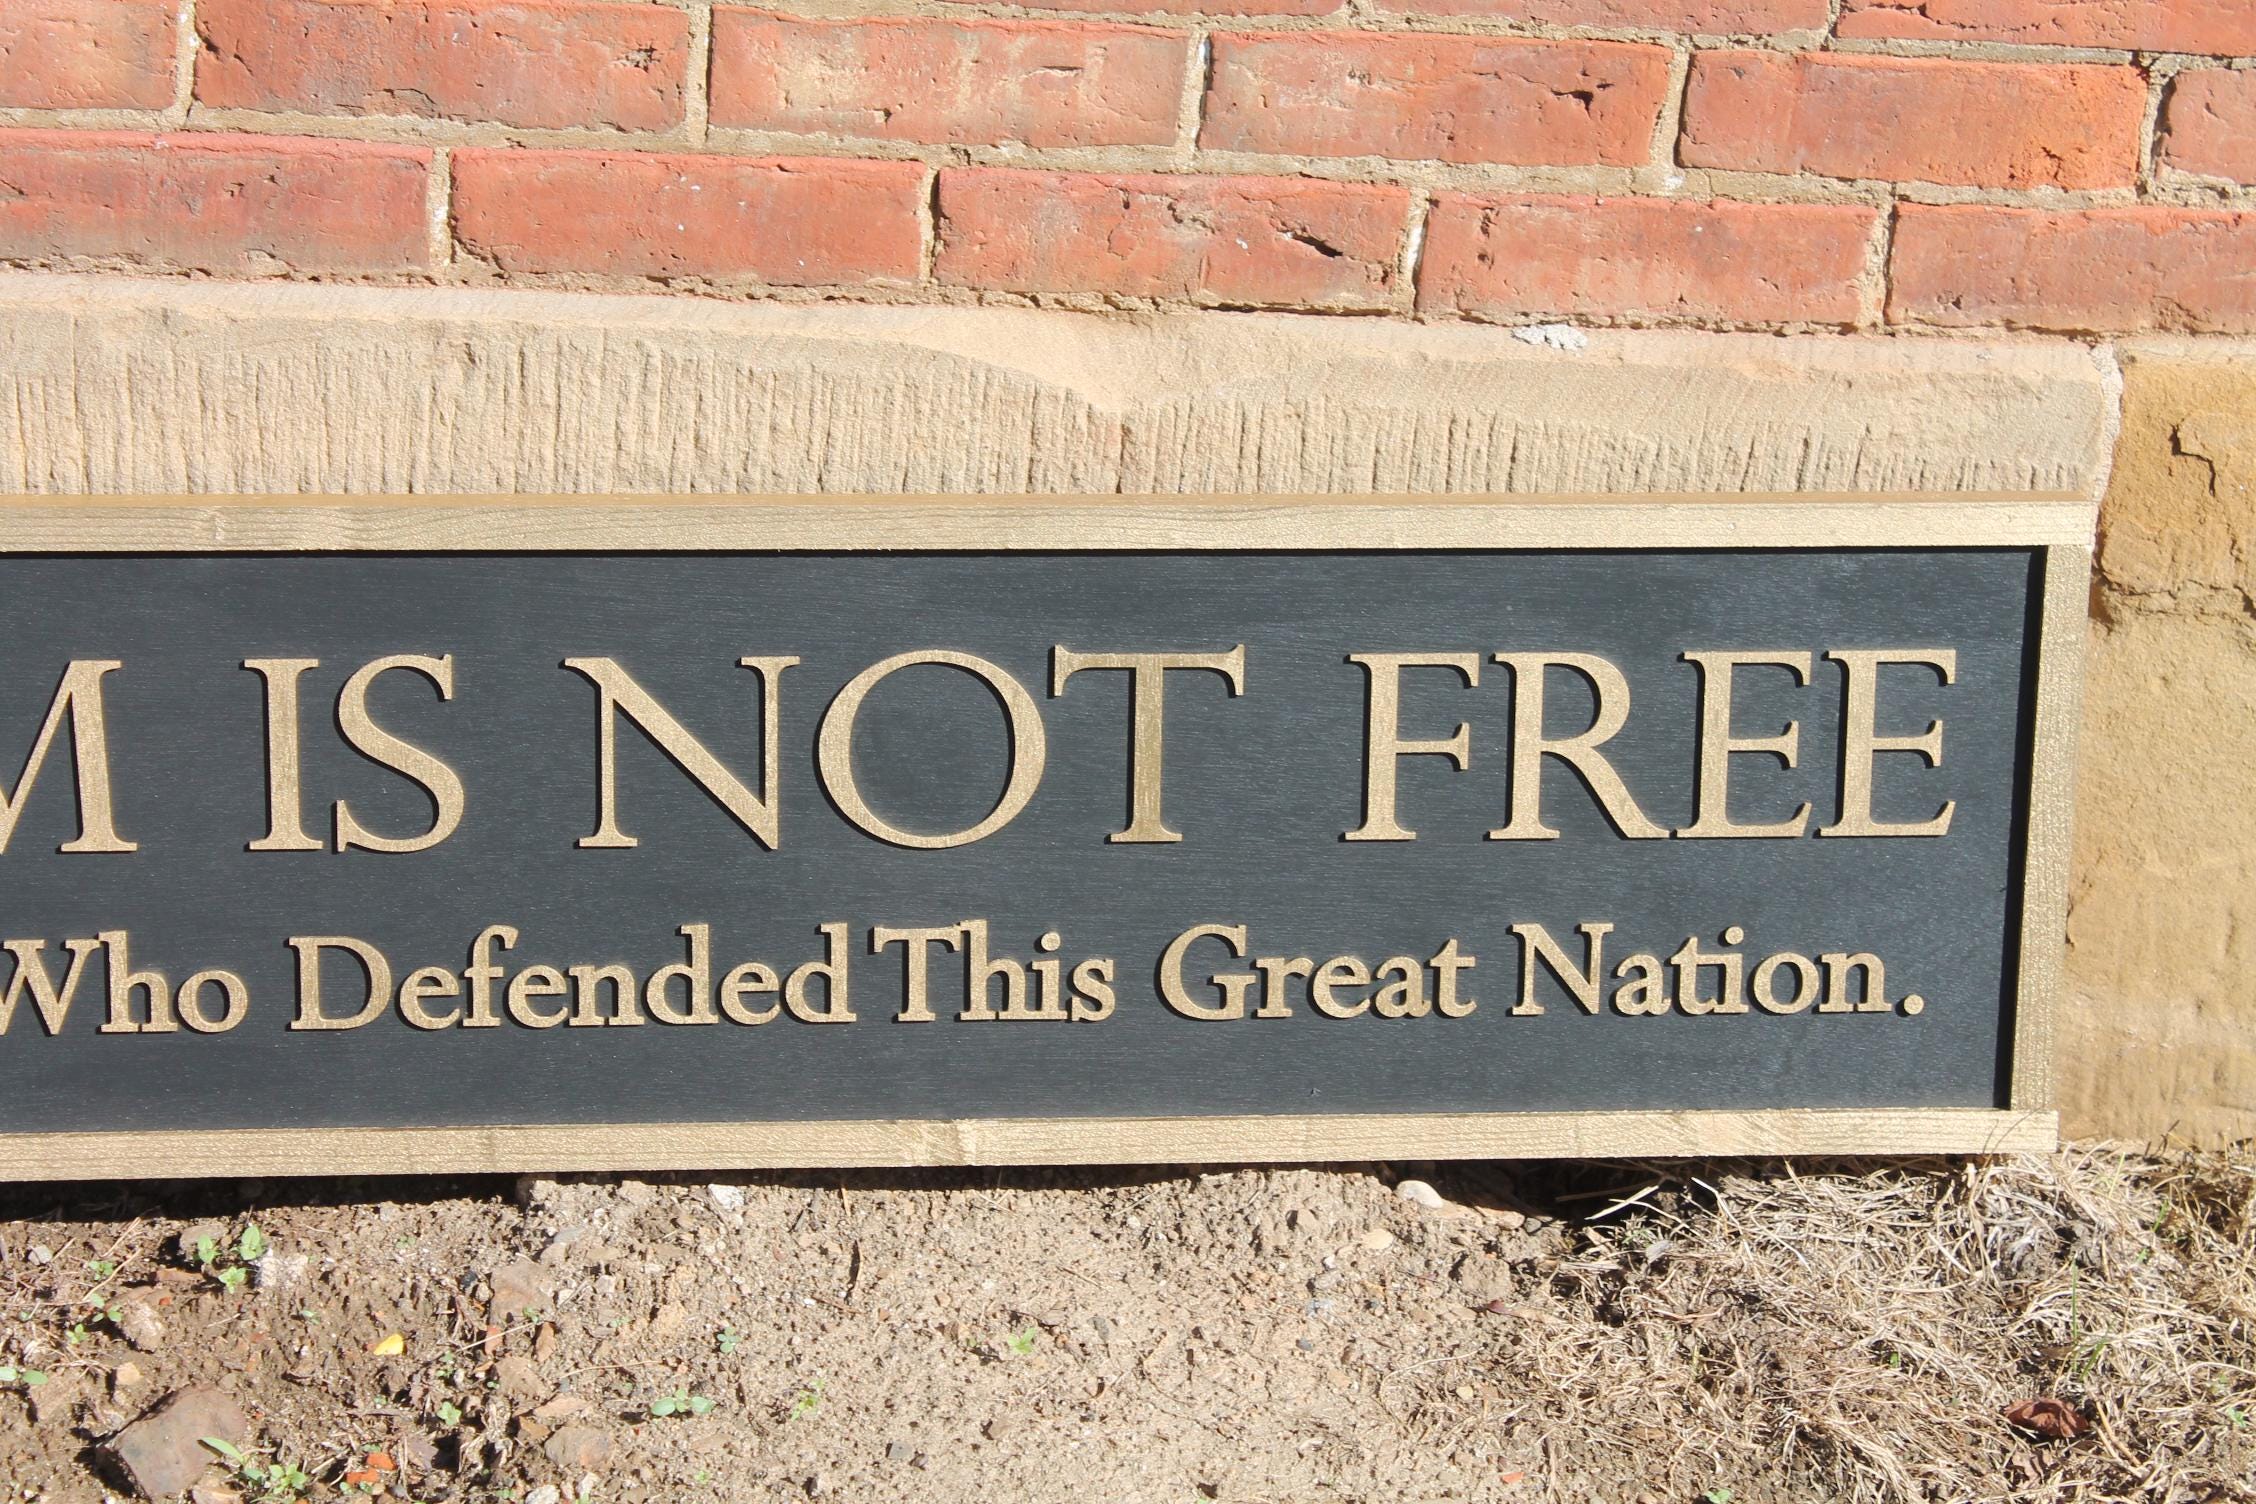 M IS NOT FREE
Who Defended This Great Nation.